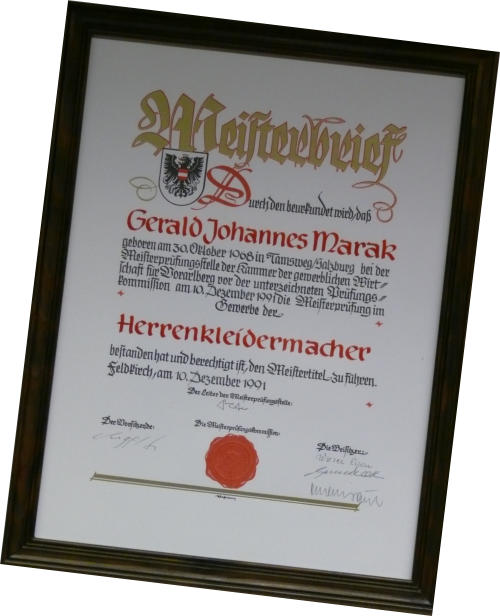 Meisterbrief
Durch den beurkundet wird, daß
Gerald Johannes Marak
geboren am 30. Oktober 1968 in Tamsweg/Salzburg bei der
Meisterprüfungsstelle der Kammer der gewerblichen Wirt=
schaft für Vorarlberg vor der unterzeichneten Prüfungs=
kommission am 10. Dezember 1991 die Meisterprüfung im
Gewerbe der
Herrenkleidermacher
bestanden hat und berechtigt ist, den Meistertitel zu führen.
Feldkirch, am 10. Dezember 1991
Der Leiter der Meisterprüfungsstelle:
Der Vorsitzende:
Die Meisterprüfungskommission:
Die Beisitzer: